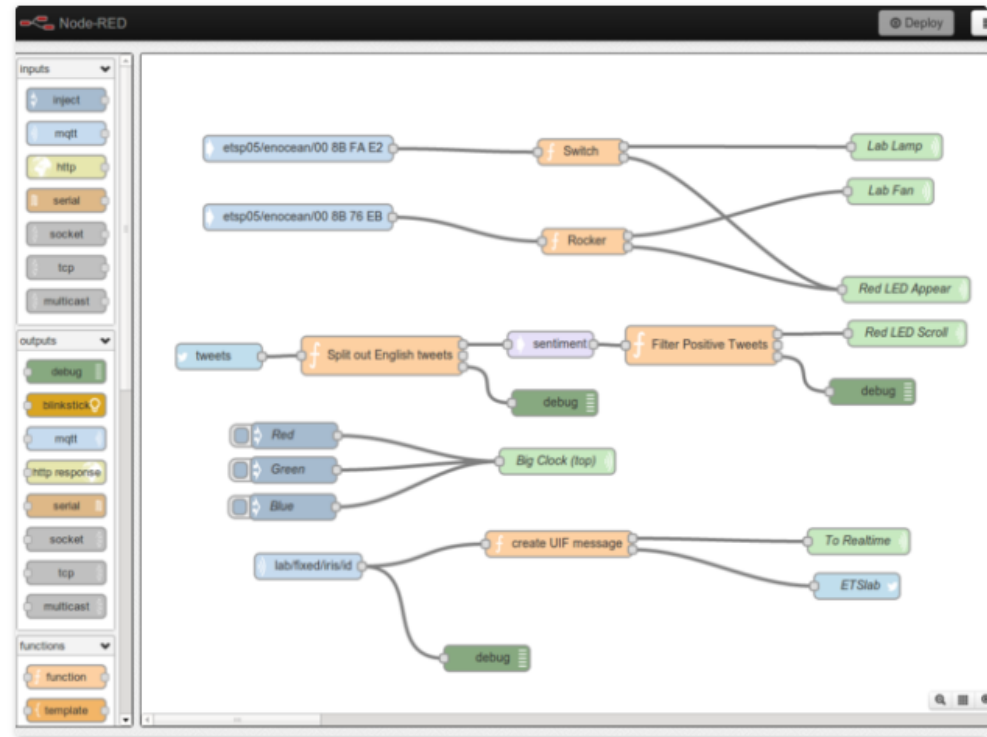 Node-RED
Deploy
inputs
inject
mqtt
http
serial
socket
tcp
multicast
outputs
debug
blinkstick
mqtt
http response
serial
socket
tcp
multicast
functions
function
template
etsp05/enocean/00 8B FA E2
Switch
Lab Lamp
Lab Fan
etsp05/enocean/00 8B 76 EB
Rocker
Red LED Appear
tweets
Split out English tweets
sentiment
Filter Positive Tweets
Red LED Scroll
debug
debug
Red
Green
Blue
Big Clock (top)
lab/fixed/iris/id
create UIF message
To Realtime
ETSlab
debug